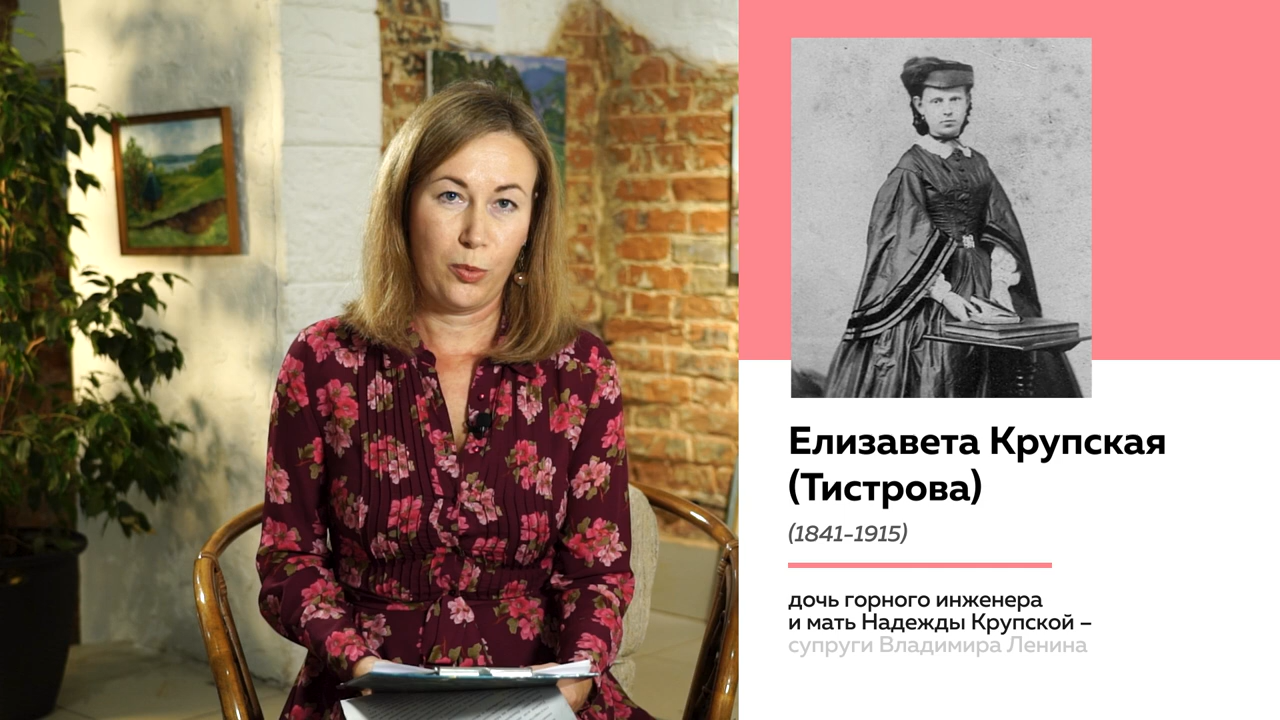 Елизавета Крупская
(Тистрова)
(1841-1915)
дочь горного инженера
и мать Надежды Крупской –
супруги Владимира Ленина